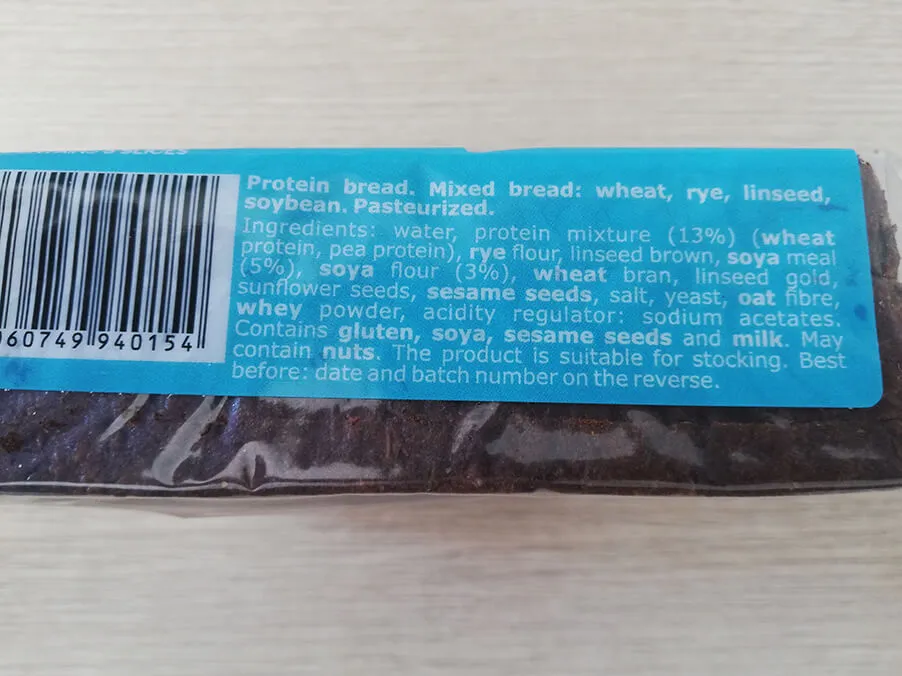 5 SLICES
Protein bread. Mixed bread: wheat, rye, linseed,
soybean. Pasteurized.
Ingredients: water, protein mixture (13%) (wheat
protein, pea protein), rye flour, linseed brown, soya meal
(5%), soya flour (3%), wheat bran, linseed gold,
sunflower seeds, sesame seeds, salt, yeast, oat fibre,
whey powder, acidity regulator: sodium acetates.
Contains gluten, soya, sesame seeds and milk. May
contain nuts. The product is suitable for stocking. Best
before: date and batch number on the reverse.
60749 940154